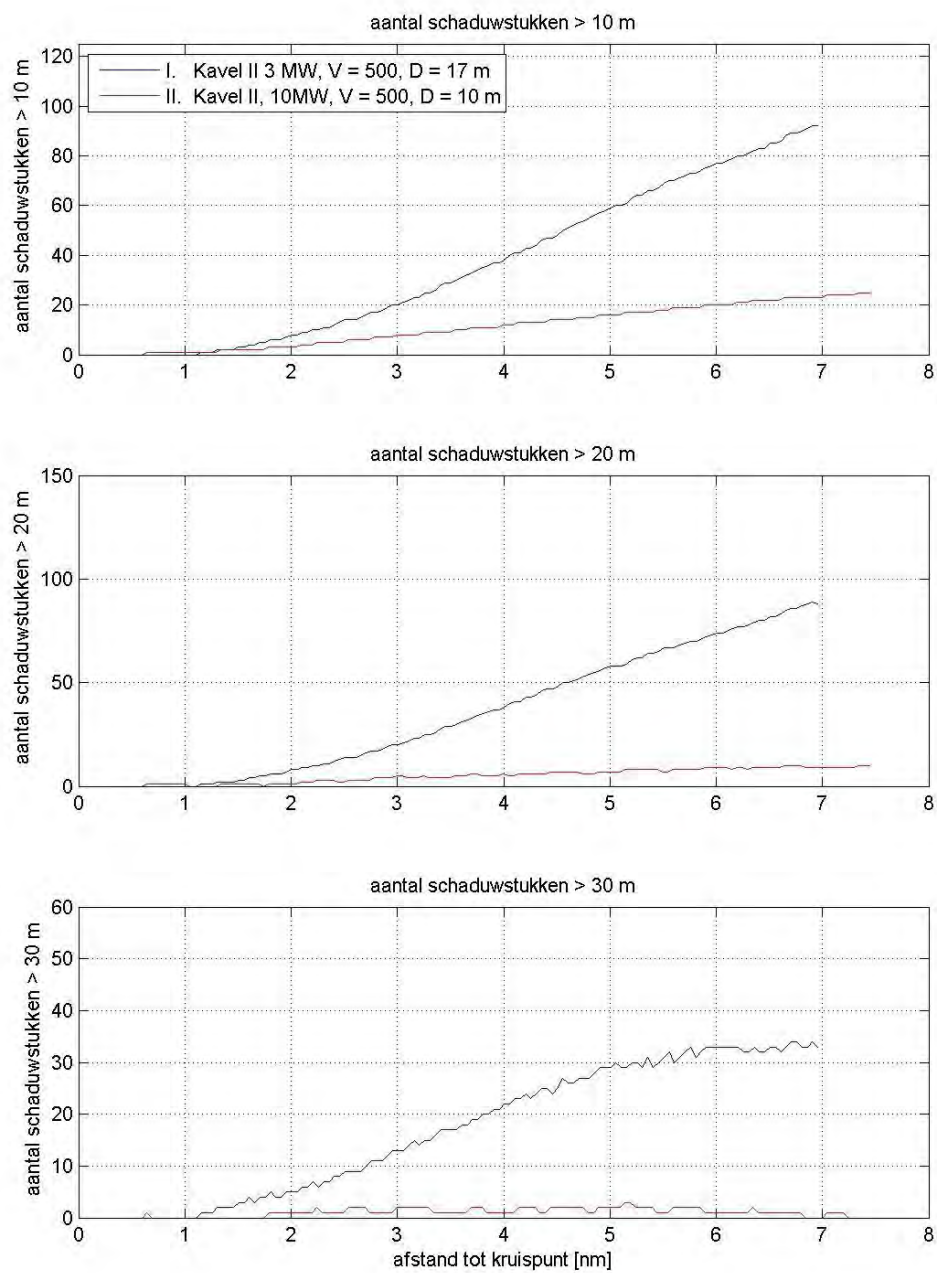 aantal schaduwstukken > 10 m
aantal schaduwstukken > 10 m
120
100
80
60
40
20
0
I. Kavel II 3 MW, V = 500, D = 17 m
II. Kavel II, 10MW, V = 500, D = 10 m
0 1 2 3 4 5 6 7 8
aantal schaduwstukken > 20 m
aantal schaduwstukken > 20 m
150
100
50
0
0 1 2 3 4 5 6 7 8
aantal schaduwstukken > 30 m
aantal schaduwstukken > 30 m
60
50
40
30
20
10
0
0 1 2 3 4 5 6 7 8
afstand tot kruispunt [nm]